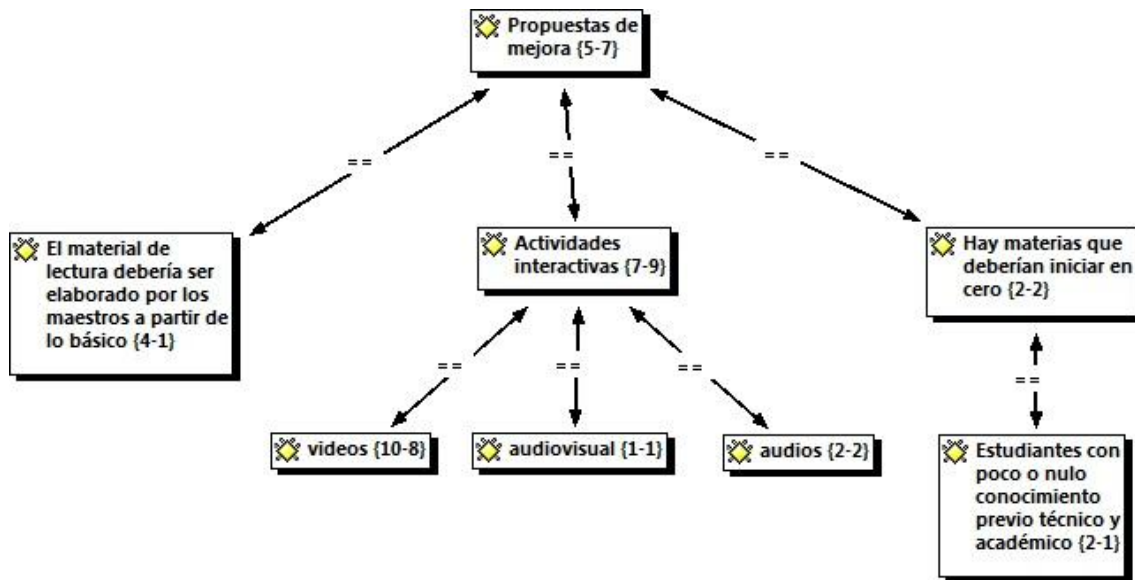 Propuestas de
mejora {5-7}
==
==
==
El material de
lectura debería ser
elaborado por los
maestros a partir de
lo básico {4-1}
Actividades
interactivas {7-9}
Hay materias que
deberían iniciar en
cero {2-2}
==
==
==
==
videos {10-8}
audiovisual {1-1}
audios {2-2}
Estudiantes con
poco o nulo
conocimiento
previo técnico y
académico {2-1}